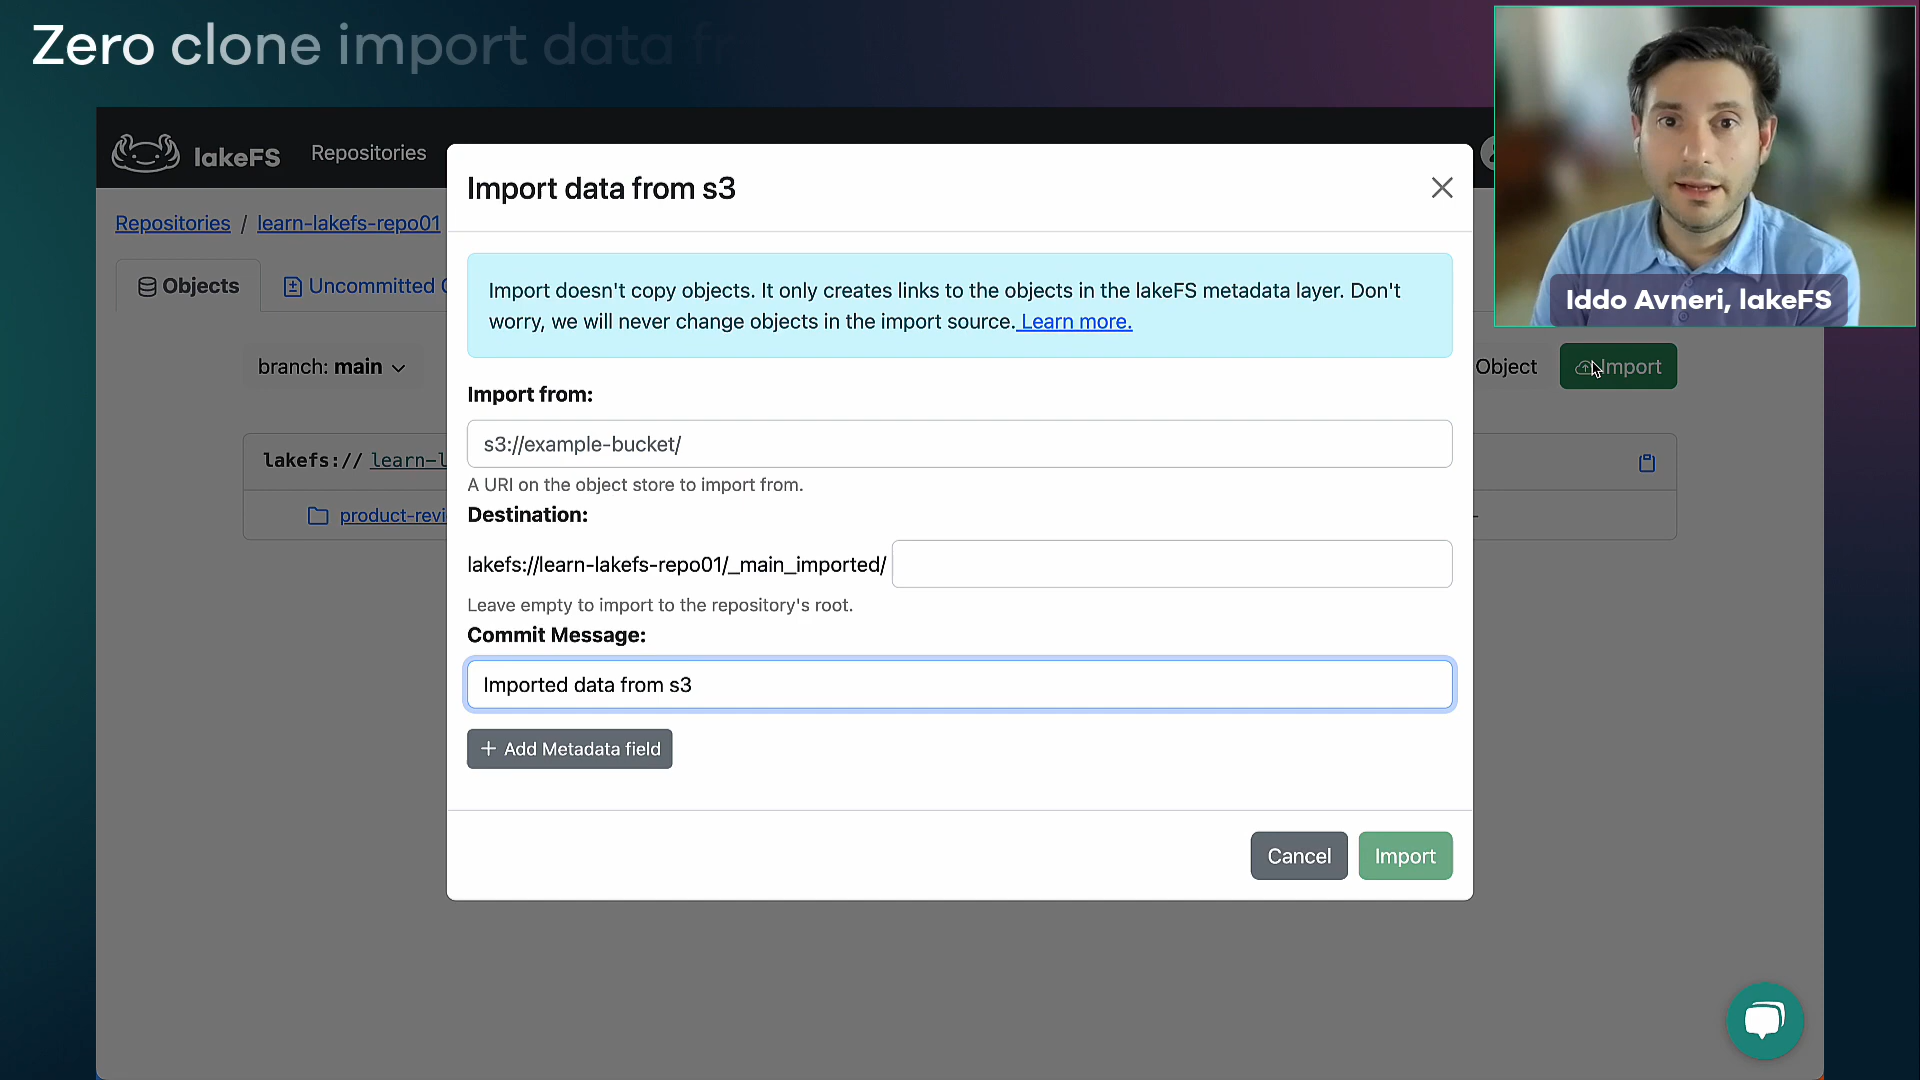 Zero clone import data fr
lakeFS
Repositories
Import data from s3
Repositories / learn-lakefs-repo01
Import doesn't copy objects. It only creates links to the objects in the lakeFS metadata layer. Don't
worry, we will never change objects in the import source. Learn more.
Iddo Avneri, lakeFS
Objects
Uncommitted C
branch: main
Object
Import
Import from:
s3://example-bucket/
lakefs:// learn-l
A URI on the object store to import from.
Destination:
product-revi
-
lakefs://learn-lakefs-repo01/_main_imported/
Leave empty to import to the repository's root.
Commit Message:
Imported data from s3
+ Add Metadata field
Cancel
Import